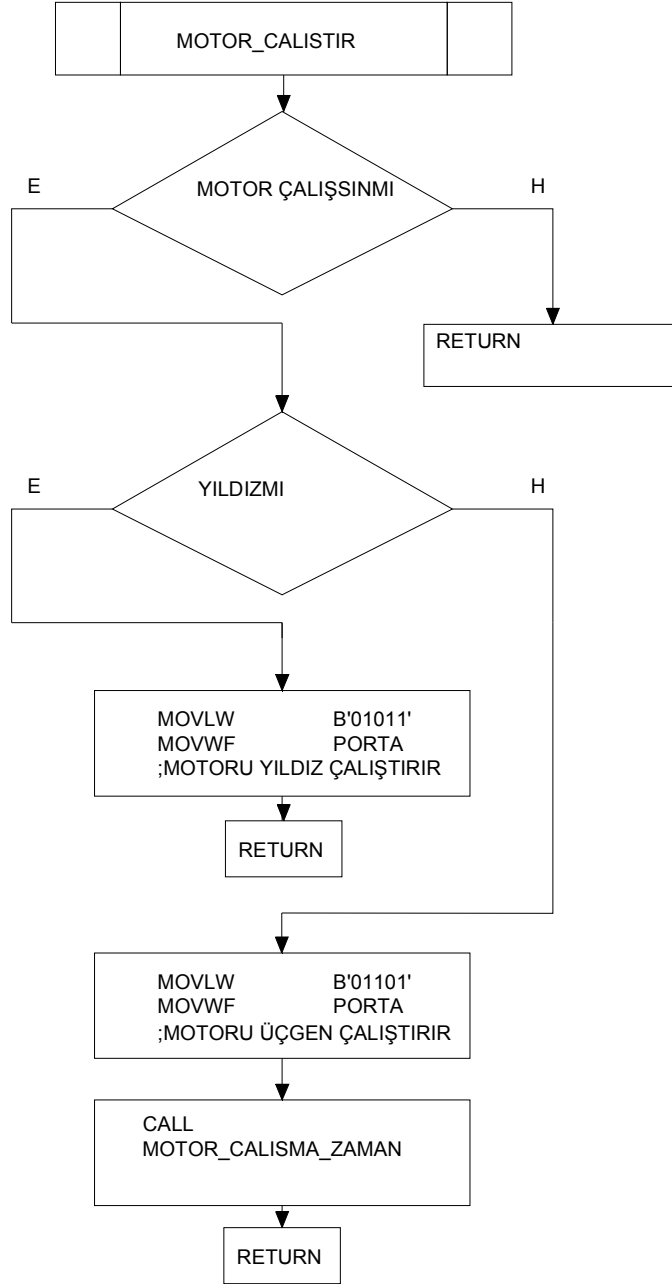 MOTOR_CALISTIR
MOTOR ÇALIŞSINMI
E
H
RETURN
YILDIZMI
E
H
MOVLW B'01011'
MOVWF PORTA
;MOTORU YILDIZ ÇALIŞTIRIR
RETURN
MOVLW B'01101'
MOVWF PORTA
;MOTORU ÜÇGEN ÇALIŞTIRIR
CALL
MOTOR_CALISMA_ZAMAN
RETURN